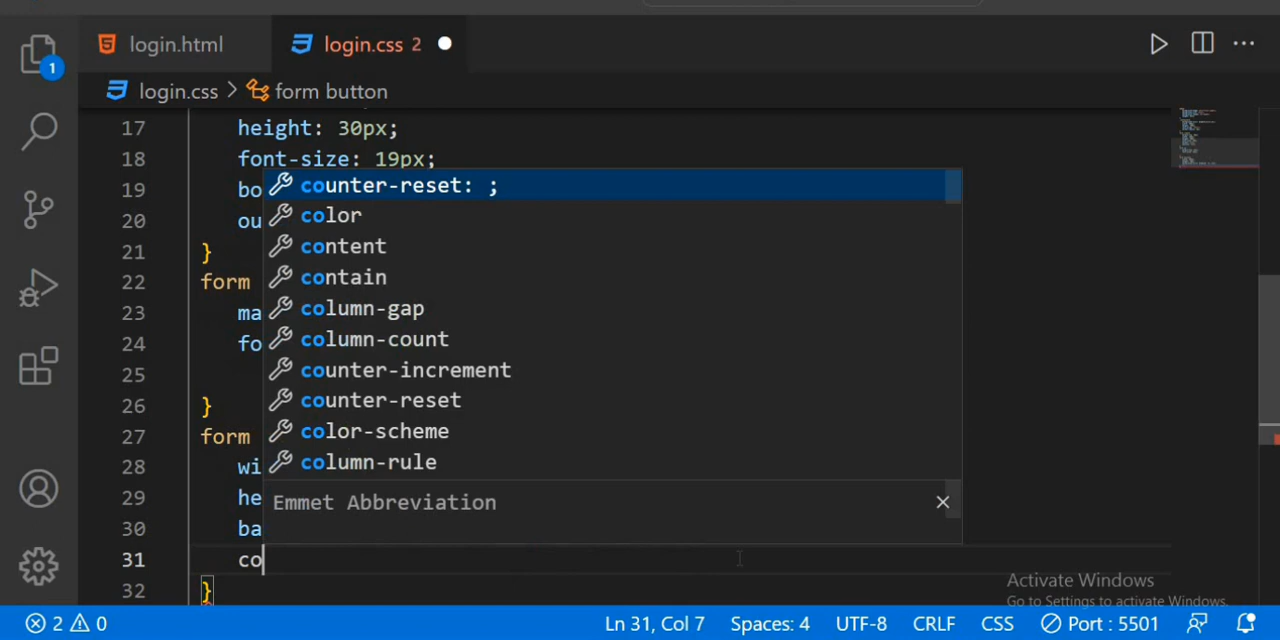 login.html
login.css 2
login.css > form button
17 height: 30px;
18 font-size: 19px;
19 bo
20 ou
21 }
22 form
23 ma
24 fo
25
26 }
27 form
28 wi
29 he
30 ba
31 co
32 }
counter-reset: ;
color
content
contain
column-gap
column-count
counter-increment
counter-reset
color-scheme
column-rule
Emmet Abbreviation
1
Activate Windows
Go to Settings to activate Windows.
2 0
Ln 31, Col 7
Spaces: 4
UTF-8
CRLF
CSS
Port : 5501